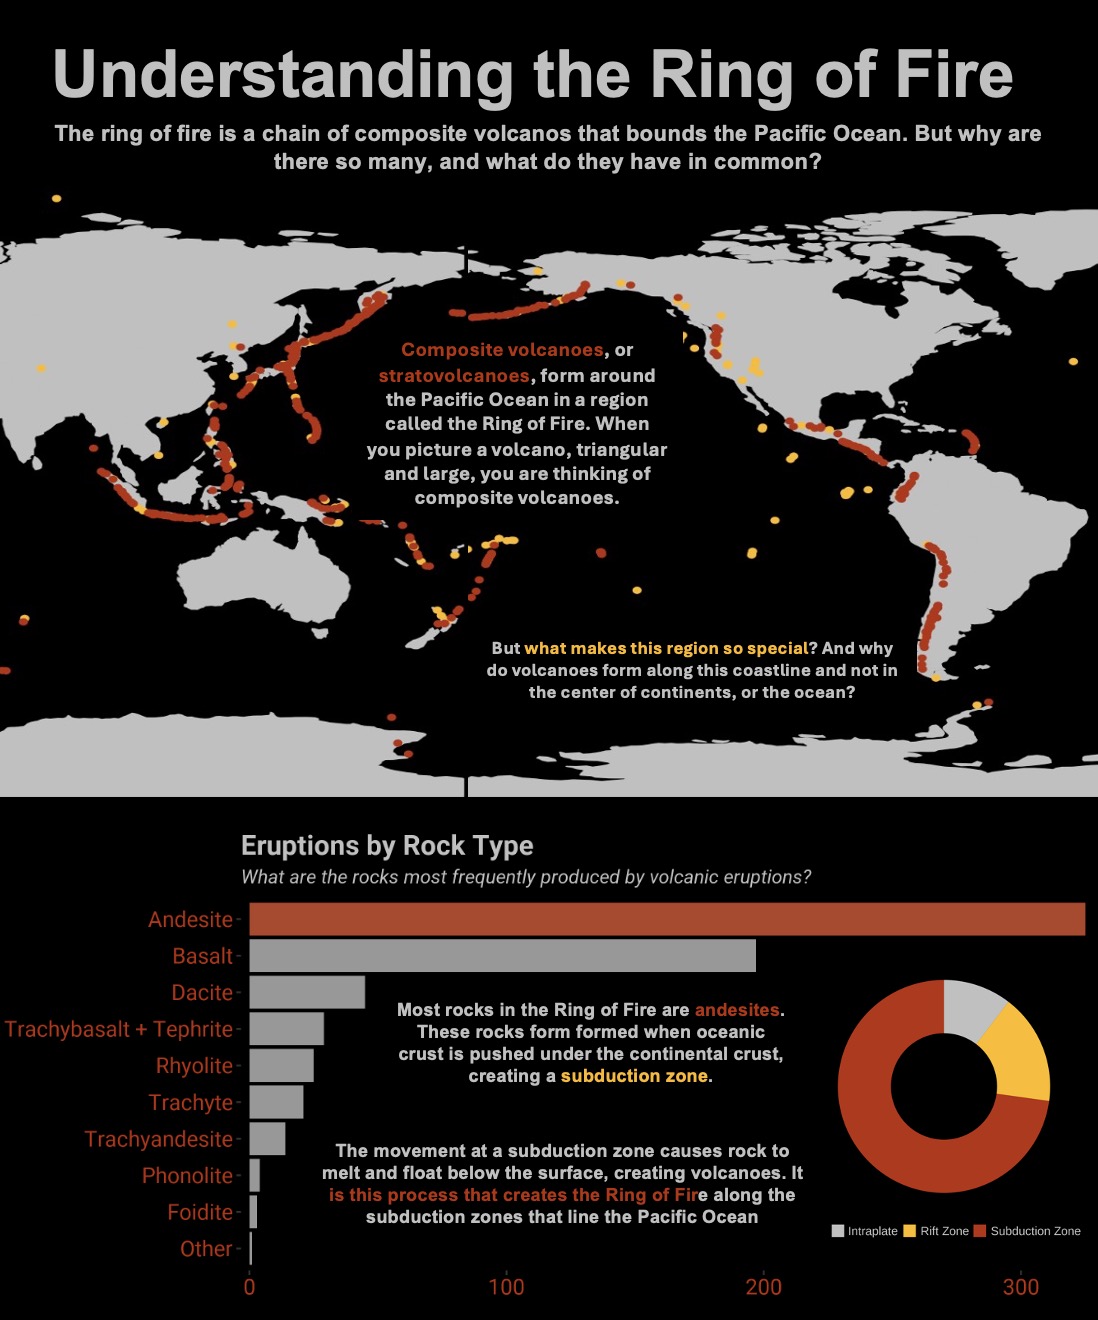 Understanding the Ring of Fire
The ring of fire is a chain of composite volcanos that bounds the Pacific Ocean. But why are
there so many, and what do they have in common?
Composite volcanoes, or
stratovolcanoes, form around
the Pacific Ocean in a region
called the Ring of Fire. When
you picture a volcano, triangular
and large, you are thinking of
composite volcanoes.
But what makes this region so special? And why
do volcanoes form along this coastline and not in
the center of continents, or the ocean?
Eruptions by Rock Type
What are the rocks most frequently produced by volcanic eruptions?
Andesite
Basalt
Dacite
Trachybasalt + Tephrite
Rhyolite
Trachyte
Trachyandesite
Phonolite
Foidite
Other
Most rocks in the Ring of Fire are andesites.
These rocks form formed when oceanic
crust is pushed under the continental crust,
creating a subduction zone.
The movement at a subduction zone causes rock to
melt and float below the surface, creating volcanoes. It
is this process that creates the Ring of Fire along the
subduction zones that line the Pacific Ocean
Intraplate Rift Zone Subduction Zone
0 100 200 300